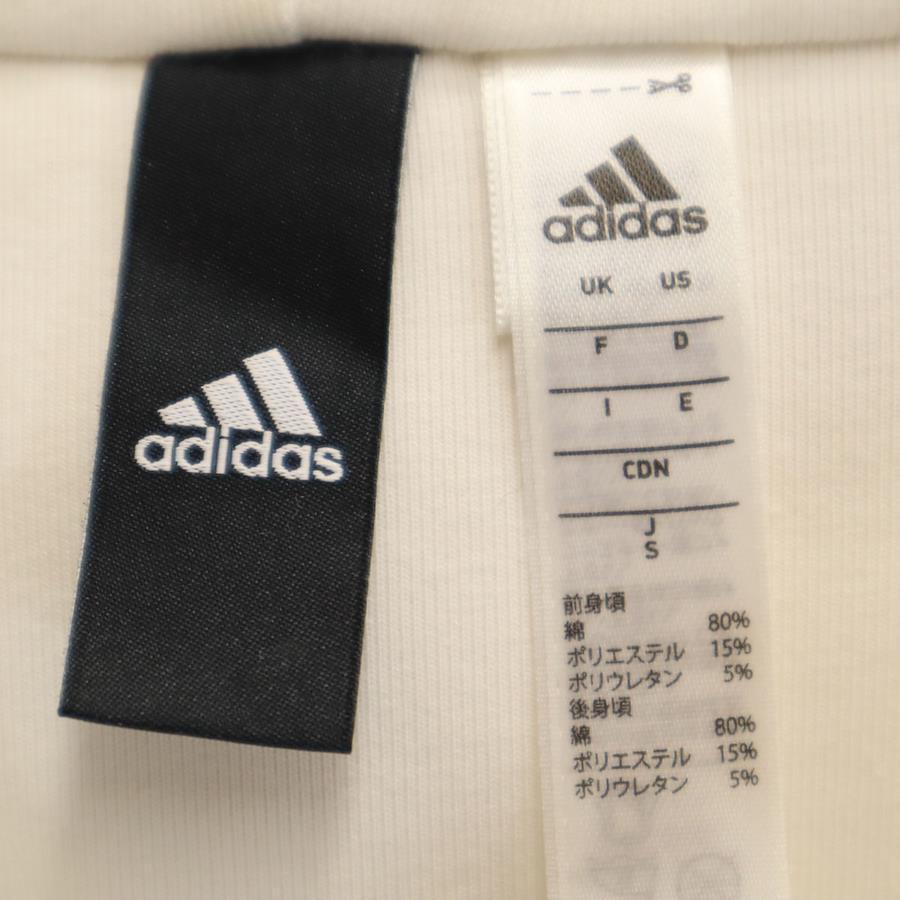 adidas
adidas
UK US
F D
I E
CDN
J
S
前身頃
綿 80%
ポリエステル 15%
ポリウレタン 5%
後身頃
綿 80%
ポリエステル 15%
ポリウレタン 5%